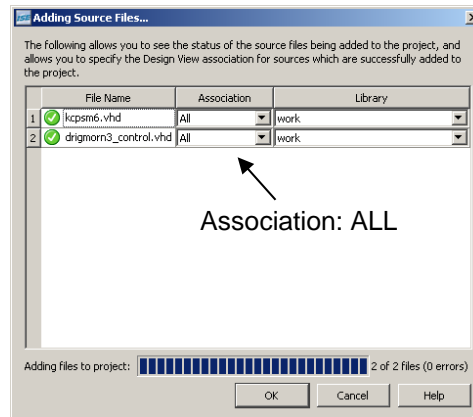 Adding Source Files...
The following allows you to see the status of the source files being added to the project, and
allows you to specify the Design View association for sources which are successfully added to
the project.
File Name Association Library
1 kcpsm6.vhd All work
2 drigmorn3_control.vhd All work
Association: ALL
Adding files to project: 2 of 2 files (0 errors)
OK Cancel Help